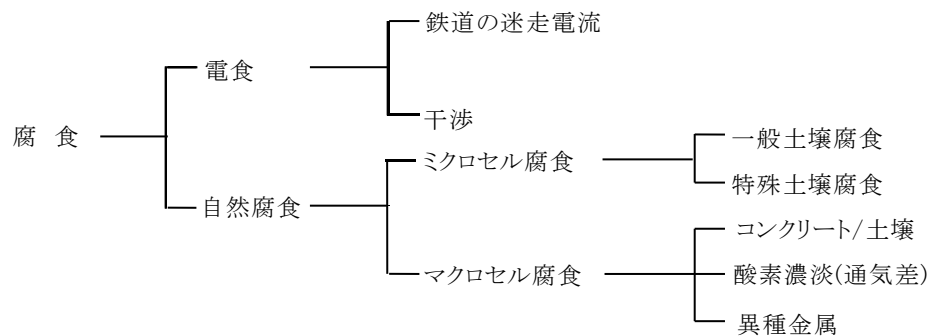 鉄道の迷走電流
電食
干渉
腐 食
ミクロセル腐食
一般土壌腐食
特殊土壌腐食
自然腐食
コンクリート/土壌
マクロセル腐食
酸素濃淡(通気差)
異種金属